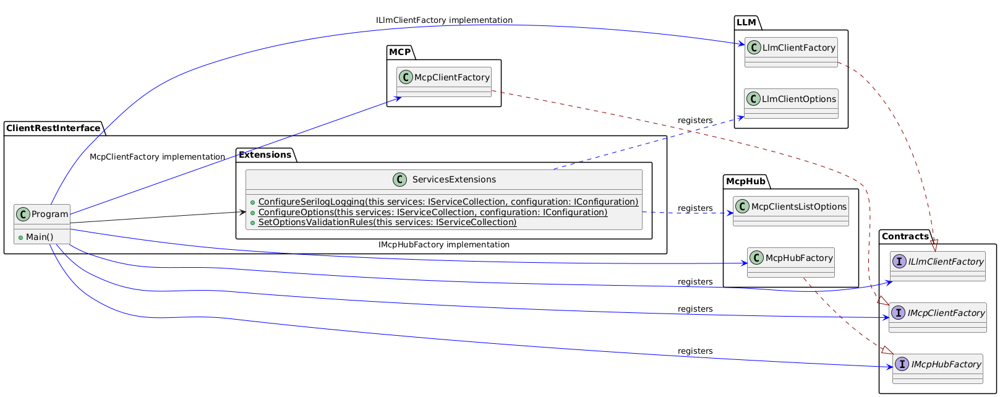 ILlmClientFactory implementation
LLM
C LlmClientFactory
MCP
C McpClientFactory
C LlmClientOptions
registers
ClientRestInterface
McpClientFactory implementation
Extensions
C ServicesExtensions
ConfigureSerilogLogging(this services: IServiceCollection, configuration: IConfiguration)
ConfigureOptions(this services: IServiceCollection, configuration: IConfiguration)
SetOptionsValidationRules(this services: IServiceCollection)
C Program
Main()
McpHub
C McpClientsListOptions
registers
IMcpHubFactory implementation
C McpHubFactory
Contracts
I ILlmClientFactory
registers
I IMcpClientFactory
registers
I IMcpHubFactory
registers